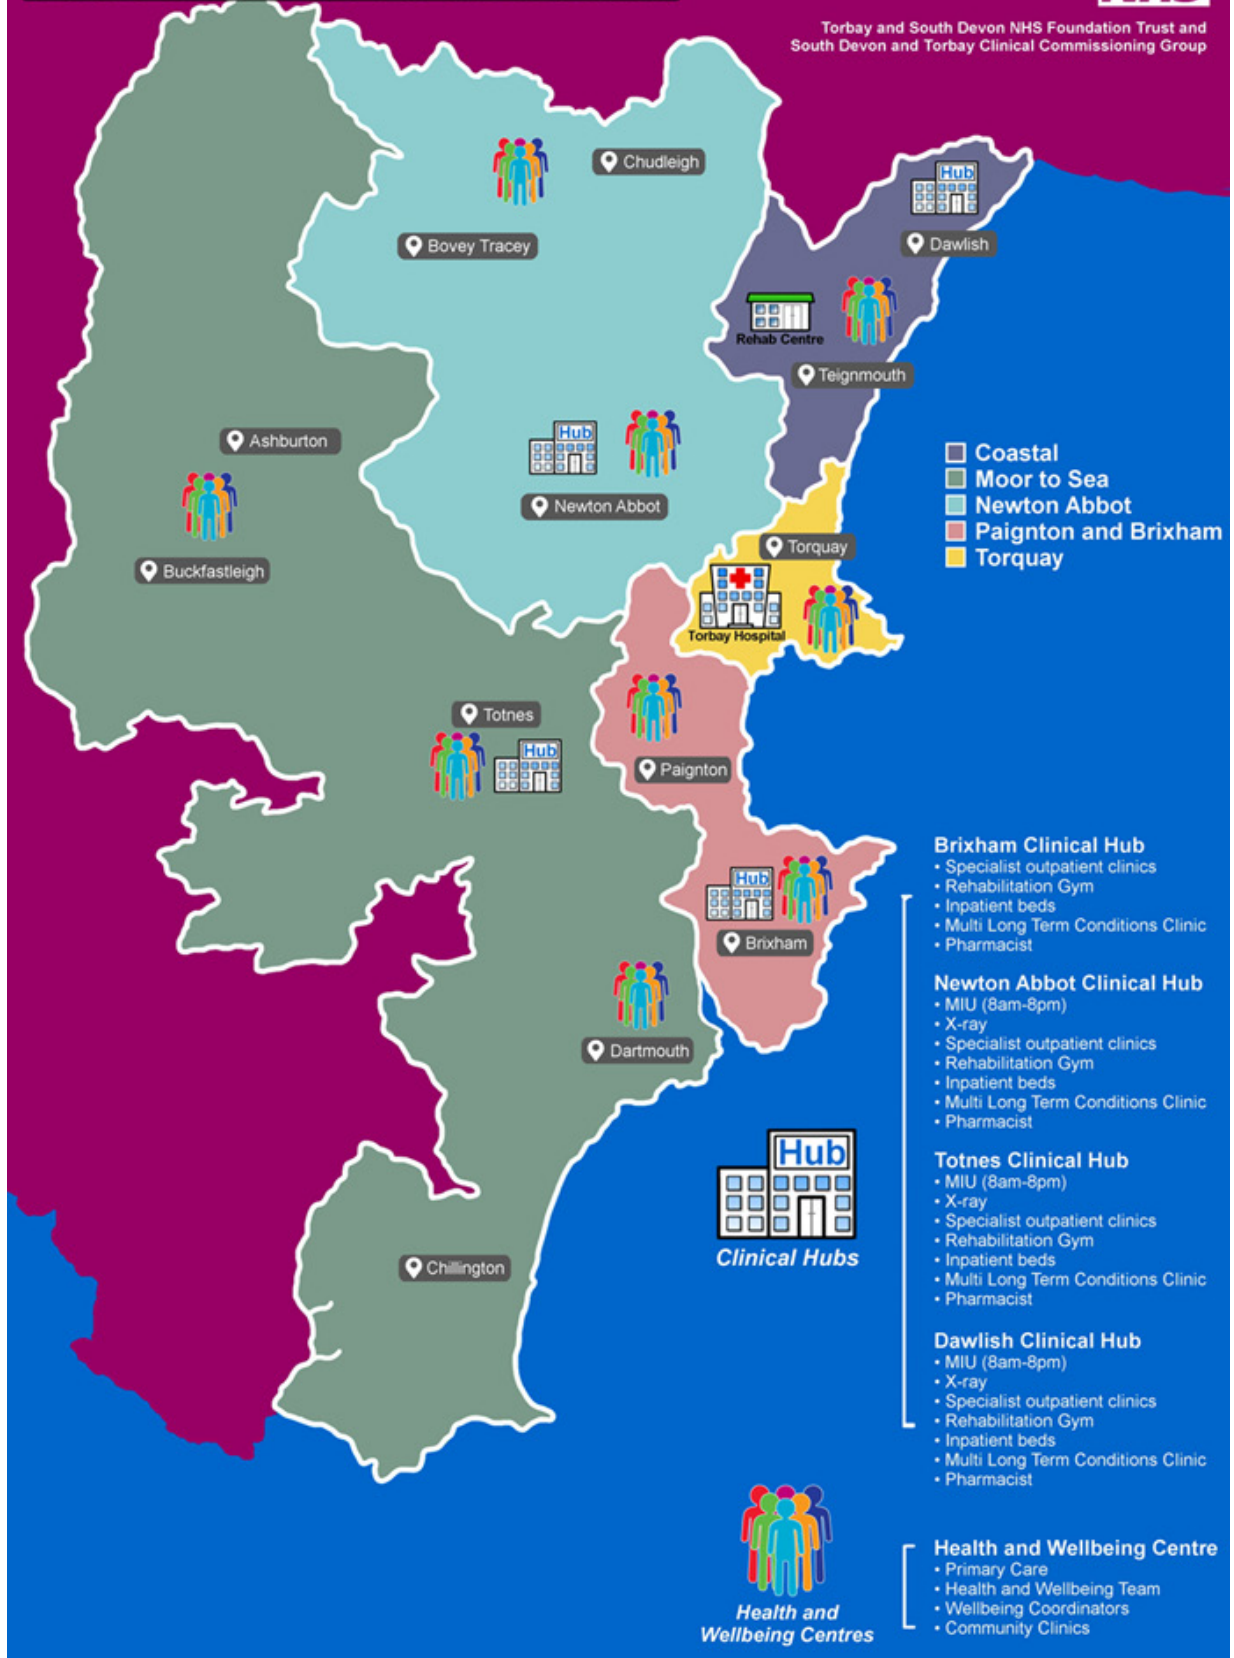 NHS
Torbay and South Devon NHS Foundation Trust and
South Devon and Torbay Clinical Commissioning Group
Chudleigh
Hub
Bovey Tracey
Dawlish
Rehab Centre
Teignmouth
Ashburton
Hub
Newton Abbot
Buckfastleigh
Coastal
Moor to Sea
Newton Abbot
Paignton and Brixham
Torquay
Torquay
Torbay Hospital
Totnes
Hub
Paignton
Hub
Brixham
Dartmouth
Chillington
Hub
Clinical Hubs
Brixham Clinical Hub
• Specialist outpatient clinics
• Rehabilitation Gym
• Inpatient beds
• Multi Long Term Conditions Clinic
• Pharmacist
Newton Abbot Clinical Hub
• MIU (8am-8pm)
• X-ray
• Specialist outpatient clinics
• Rehabilitation Gym
• Inpatient beds
• Multi Long Term Conditions Clinic
• Pharmacist
Totnes Clinical Hub
• MIU (8am-8pm)
• X-ray
• Specialist outpatient clinics
• Rehabilitation Gym
• Inpatient beds
• Multi Long Term Conditions Clinic
• Pharmacist
Dawlish Clinical Hub
• MIU (8am-8pm)
• X-ray
• Specialist outpatient clinics
• Rehabilitation Gym
• Inpatient beds
• Multi Long Term Conditions Clinic
• Pharmacist
Health and
Wellbeing Centres
Health and Wellbeing Centre
• Primary Care
• Health and Wellbeing Team
• Wellbeing Coordinators
• Community Clinics